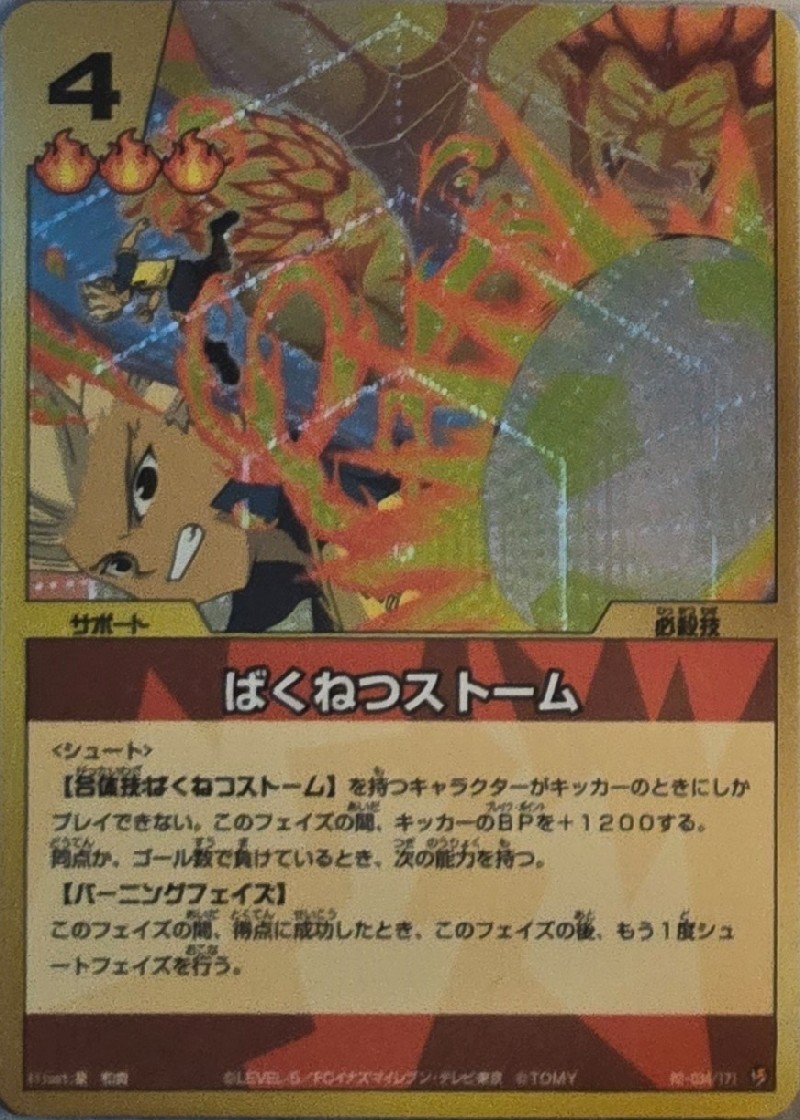 4
サポート
必殺技
ばくねつストーム
<シュート>
【合体技ばくねつストーム】を持つキャラクターがキッカーのときにしか
プレイできない。このフェイズの間、キッカーのBPを＋1200する。
同点か、ゴール数で負けているとき、次の能力を持つ。
【バーニングフェイズ】
このフェイズの間、得点に成功したとき、このフェイズの後、もう1度シュ
ートフェイズを行う。
©LEVEL-5／FCイナズマイレブン・テレビ東京 ©TOMY